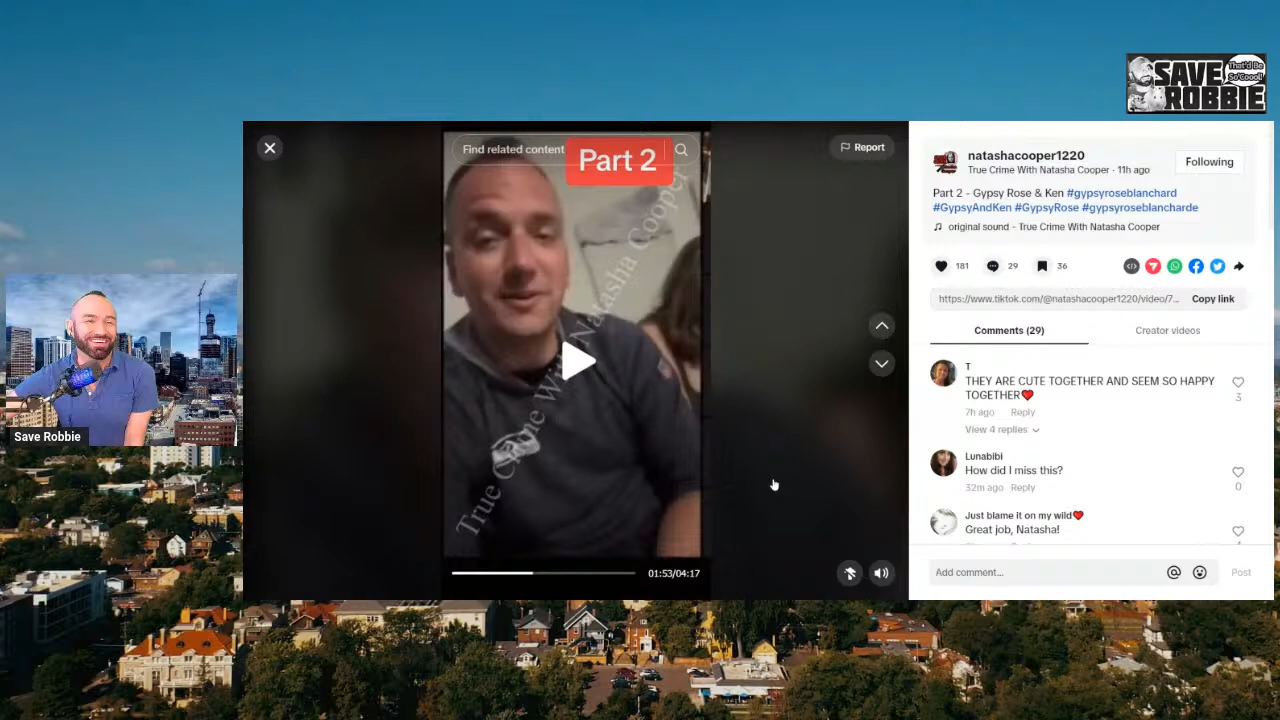 That'd Be
So'Coool!
SAVE
ROBBIE
Find related content
Part 2
Report
True Crime With Natasha Cooper
01:53/04:17
Save Robbie
natashacooper1220
True Crime With Natasha Cooper · 11h ago
Following
Part 2 - Gypsy Rose & Ken #gypsyroseblanchard
#GypsyAndKen #GypsyRose #gypsyroseblancharde
original sound - True Crime With Natasha Cooper
181
29
36
https://www.tiktok.com/@natashacooper1220/video/7...
Copy link
Comments (29)
Creator videos
T
THEY ARE CUTE TOGETHER AND SEEM SO HAPPY
TOGETHER❤️
3
7h ago Reply
View 4 replies
Lunabibi
How did I miss this?
32m ago Reply
0
Just blame it on my wild❤️
Great job, Natasha!
Add comment...
Post